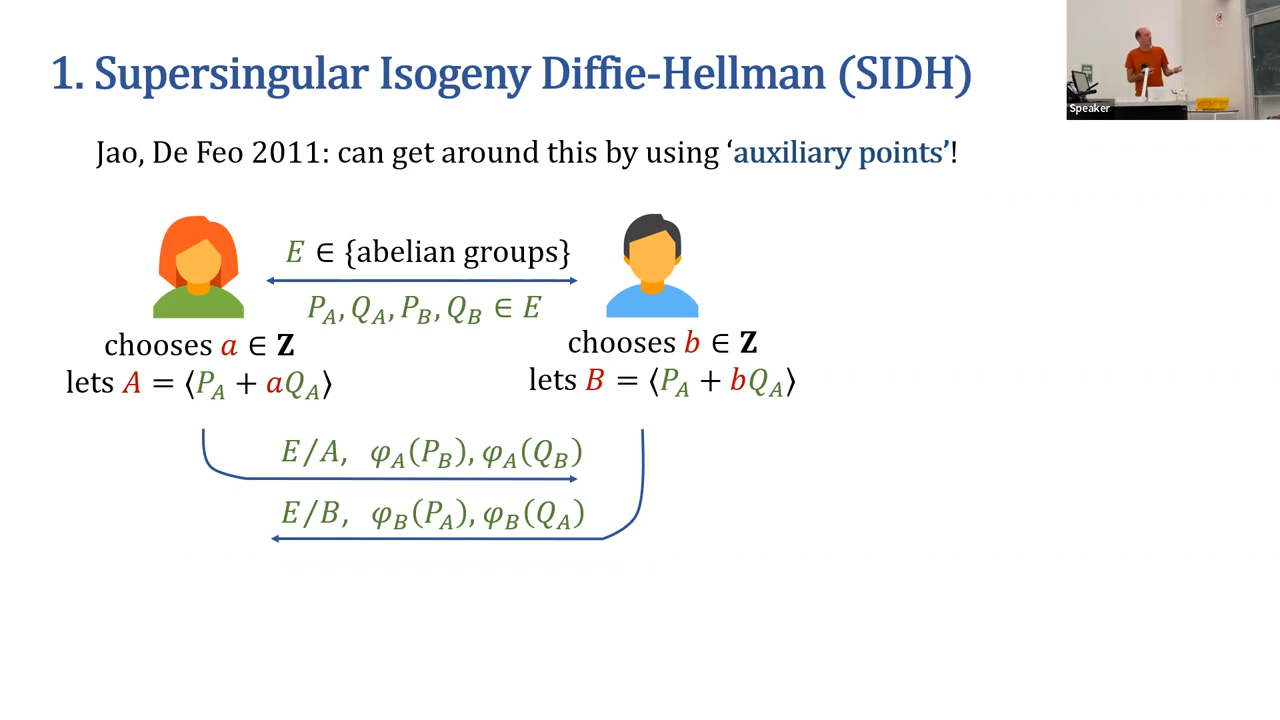 1. Supersingular Isogeny Diffie-Hellman (SIDH)
Speaker
Jao, De Feo 2011: can get around this by using ‘auxiliary points’!
E ∈ {abelian groups}
P_A, Q_A, P_B, Q_B ∈ E
chooses a ∈ Z
lets A = ⟨P_A + aQ_A⟩
chooses b ∈ Z
lets B = ⟨P_A + bQ_A⟩
E/A, φ_A(P_B), φ_A(Q_B)
E/B, φ_B(P_A), φ_B(Q_A)